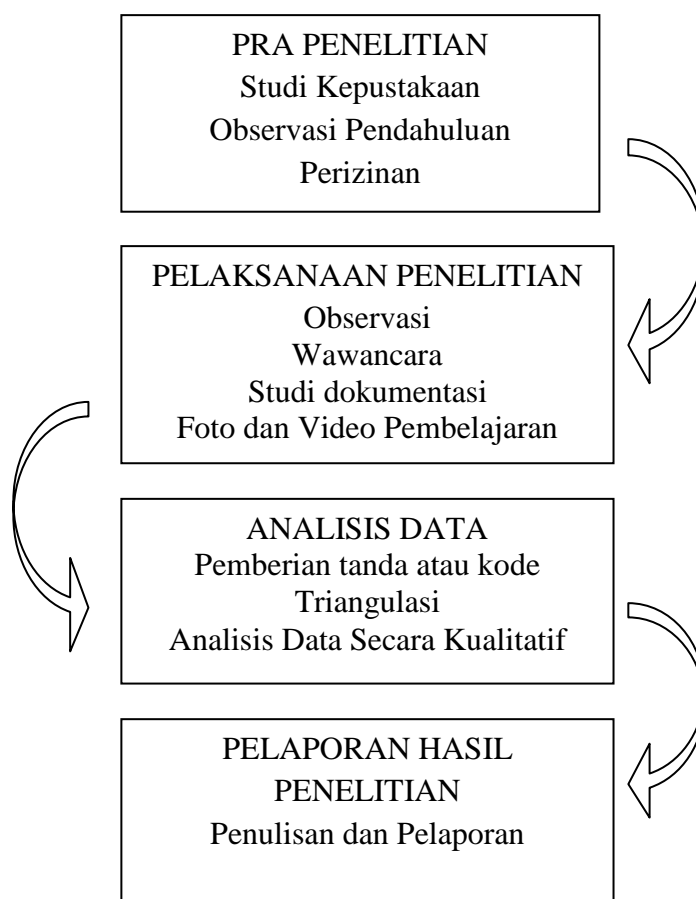 PRA PENELITIAN
Studi Kepustakaan
Observasi Pendahuluan
Perizinan
PELAKSANAAN PENELITIAN
Observasi
Wawancara
Studi dokumentasi
Foto dan Video Pembelajaran
ANALISIS DATA
Pemberian tanda atau kode
Triangulasi
Analisis Data Secara Kualitatif
PELAPORAN HASIL
PENELITIAN
Penulisan dan Pelaporan